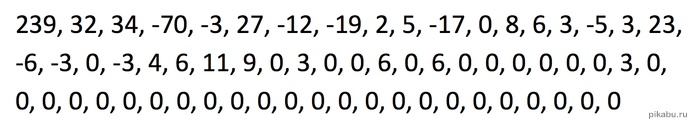 239, 32, 34, -70, -3, 27, -12, -19, 2, 5, -17, 0, 8, 6, 3, -5, 3, 23,
-6, -3, 0, -3, 4, 6, 11, 9, 0, 3, 0, 0, 6, 0, 6, 0, 0, 0, 0, 0, 0, 3, 0,
0, 0, 0, 0, 0, 0, 0, 0, 0, 0, 0, 0, 0, 0, 0, 0, 0, 0, 0, 0, 0, 0, 0
pikabu.ru